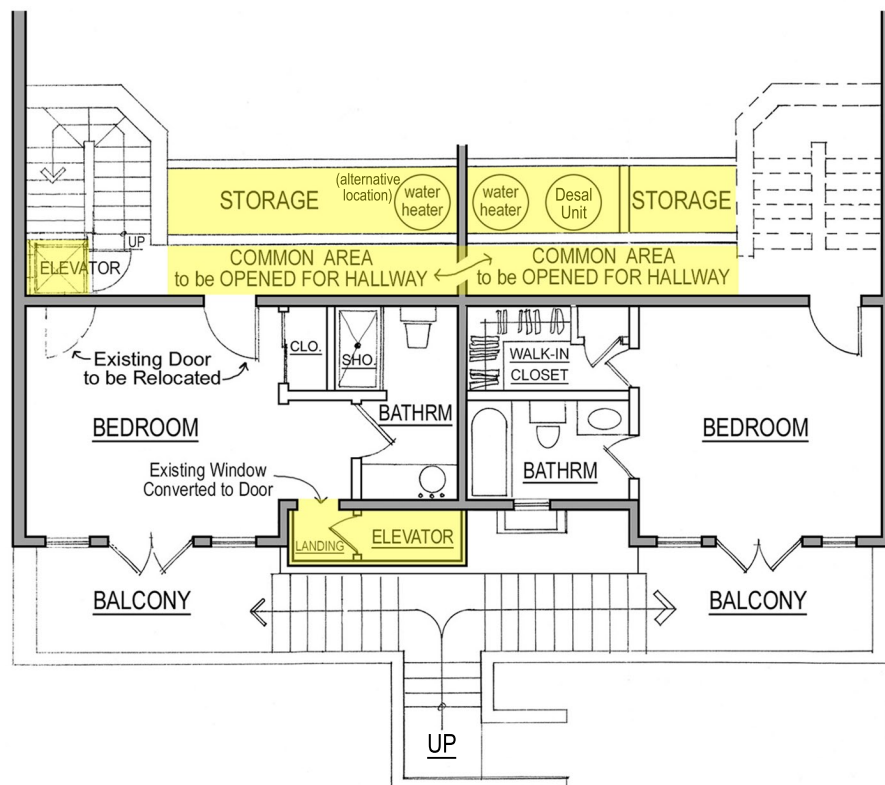 STORAGE
(alternative
location)
water
heater
water
heater
Desal
Unit
STORAGE
UP
ELEVATOR
COMMON AREA
to be OPENED FOR HALLWAY
COMMON AREA
to be OPENED FOR HALLWAY
Existing Door
to be Relocated
CLO.
SHO.
WALK-IN
CLOSET
BEDROOM
BATHRM
BEDROOM
BATHRM
Existing Window
Converted to Door
LANDING
ELEVATOR
BALCONY
BALCONY
UP